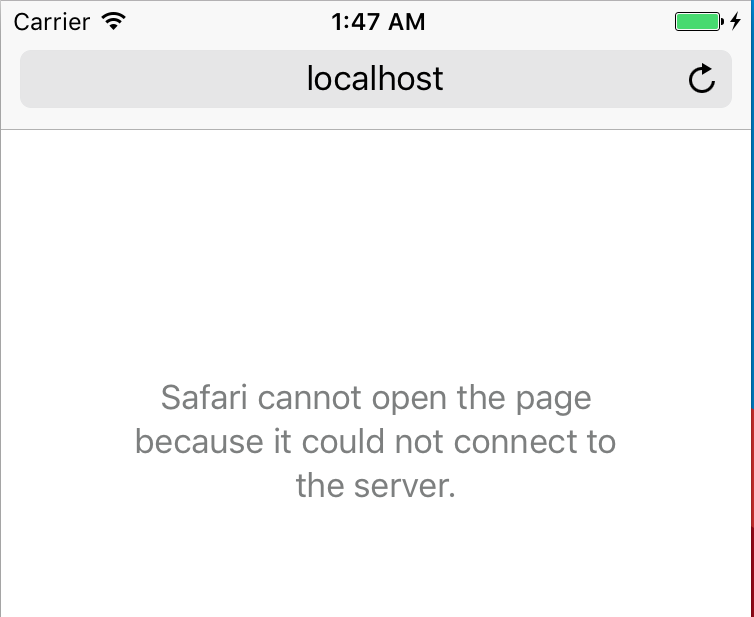 Carrier 1:47 AM
localhost
Safari cannot open the page
because it could not connect to
the server.